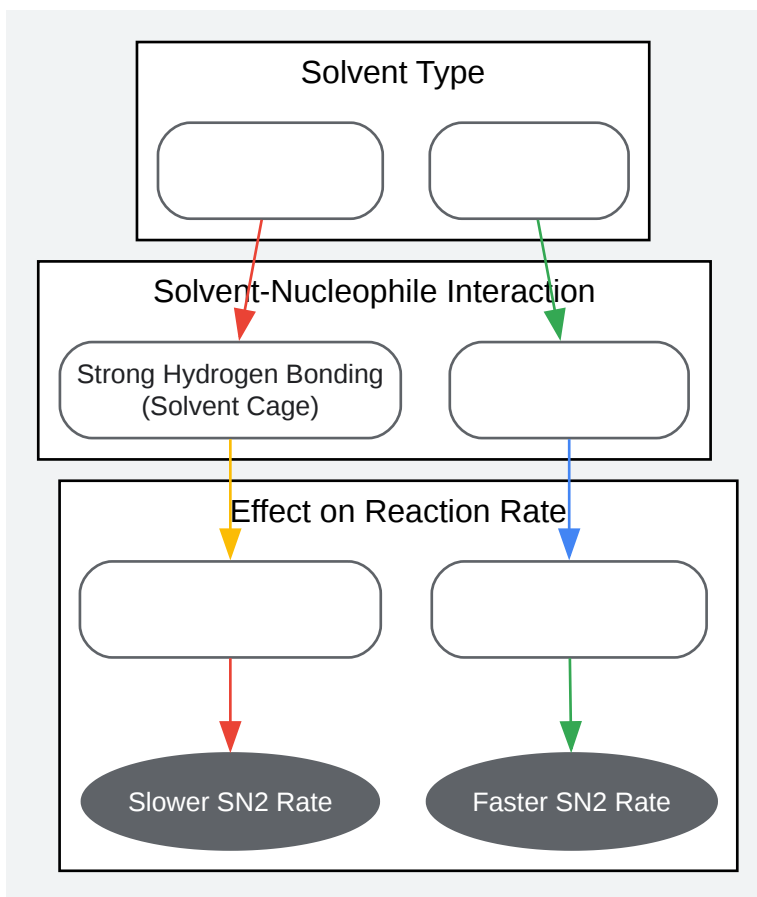 Solvent Type
Solvent-Nucleophile Interaction
Strong Hydrogen Bonding
(Solvent Cage)
Effect on Reaction Rate
Slower SN2 Rate
Faster SN2 Rate